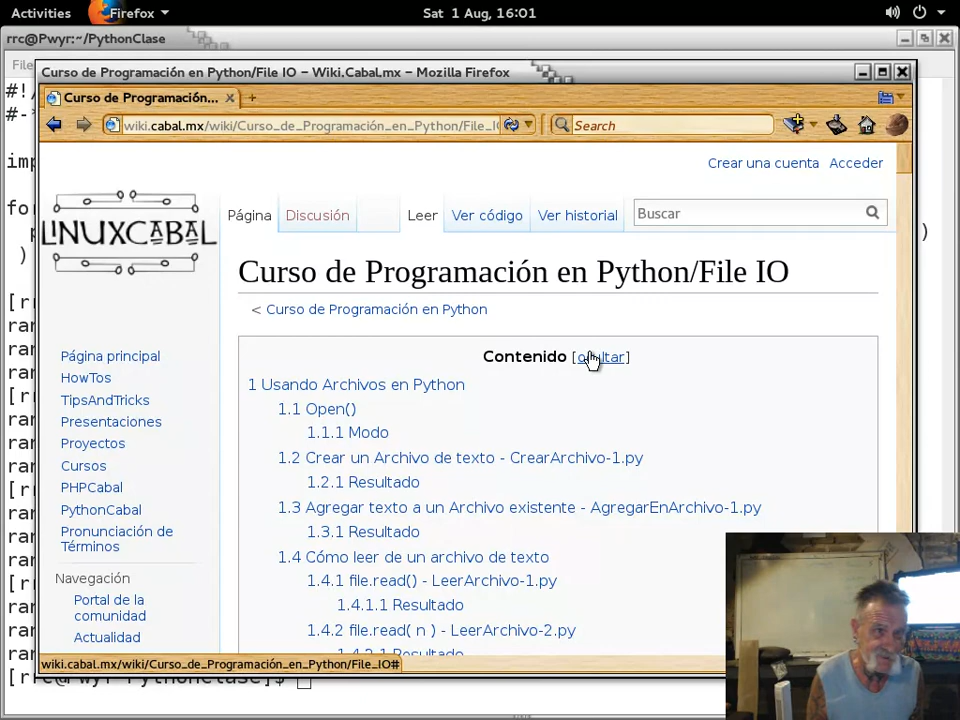 Activities Firefox Sat 1 Aug, 16:01
rrc@Pwyr:~/PythonClase
File
Curso de Programación en Python/File IO – Wiki.Cabal.mx – Mozilla Firefox
Curso de Programación...
wiki.cabal.mx/wiki/Curso_de_Programación_en_Python/File_I
Search
Crear una cuenta Acceder
LINUXCABAL
Página Discusión Leer Ver código Ver historial Buscar
Curso de Programación en Python/File IO
< Curso de Programación en Python
Contenido [ocultar]
1 Usando Archivos en Python
1.1 Open()
1.1.1 Modo
1.2 Crear un Archivo de texto - CrearArchivo-1.py
1.2.1 Resultado
1.3 Agregar texto a un Archivo existente - AgregarEnArchivo-1.py
1.3.1 Resultado
1.4 Cómo leer de un archivo de texto
1.4.1 file.read() - LeerArchivo-1.py
1.4.1.1 Resultado
1.4.2 file.read( n ) - LeerArchivo-2.py
1.4.2.1 Resultado
Página principal
HowTos
TipsAndTricks
Presentaciones
Proyectos
Cursos
PHPCabal
PythonCabal
Pronunciación de
Términos
Navegación
Portal de la
comunidad
Actualidad
wiki.cabal.mx/wiki/Curso_de_Programación_en_Python/File_IO#